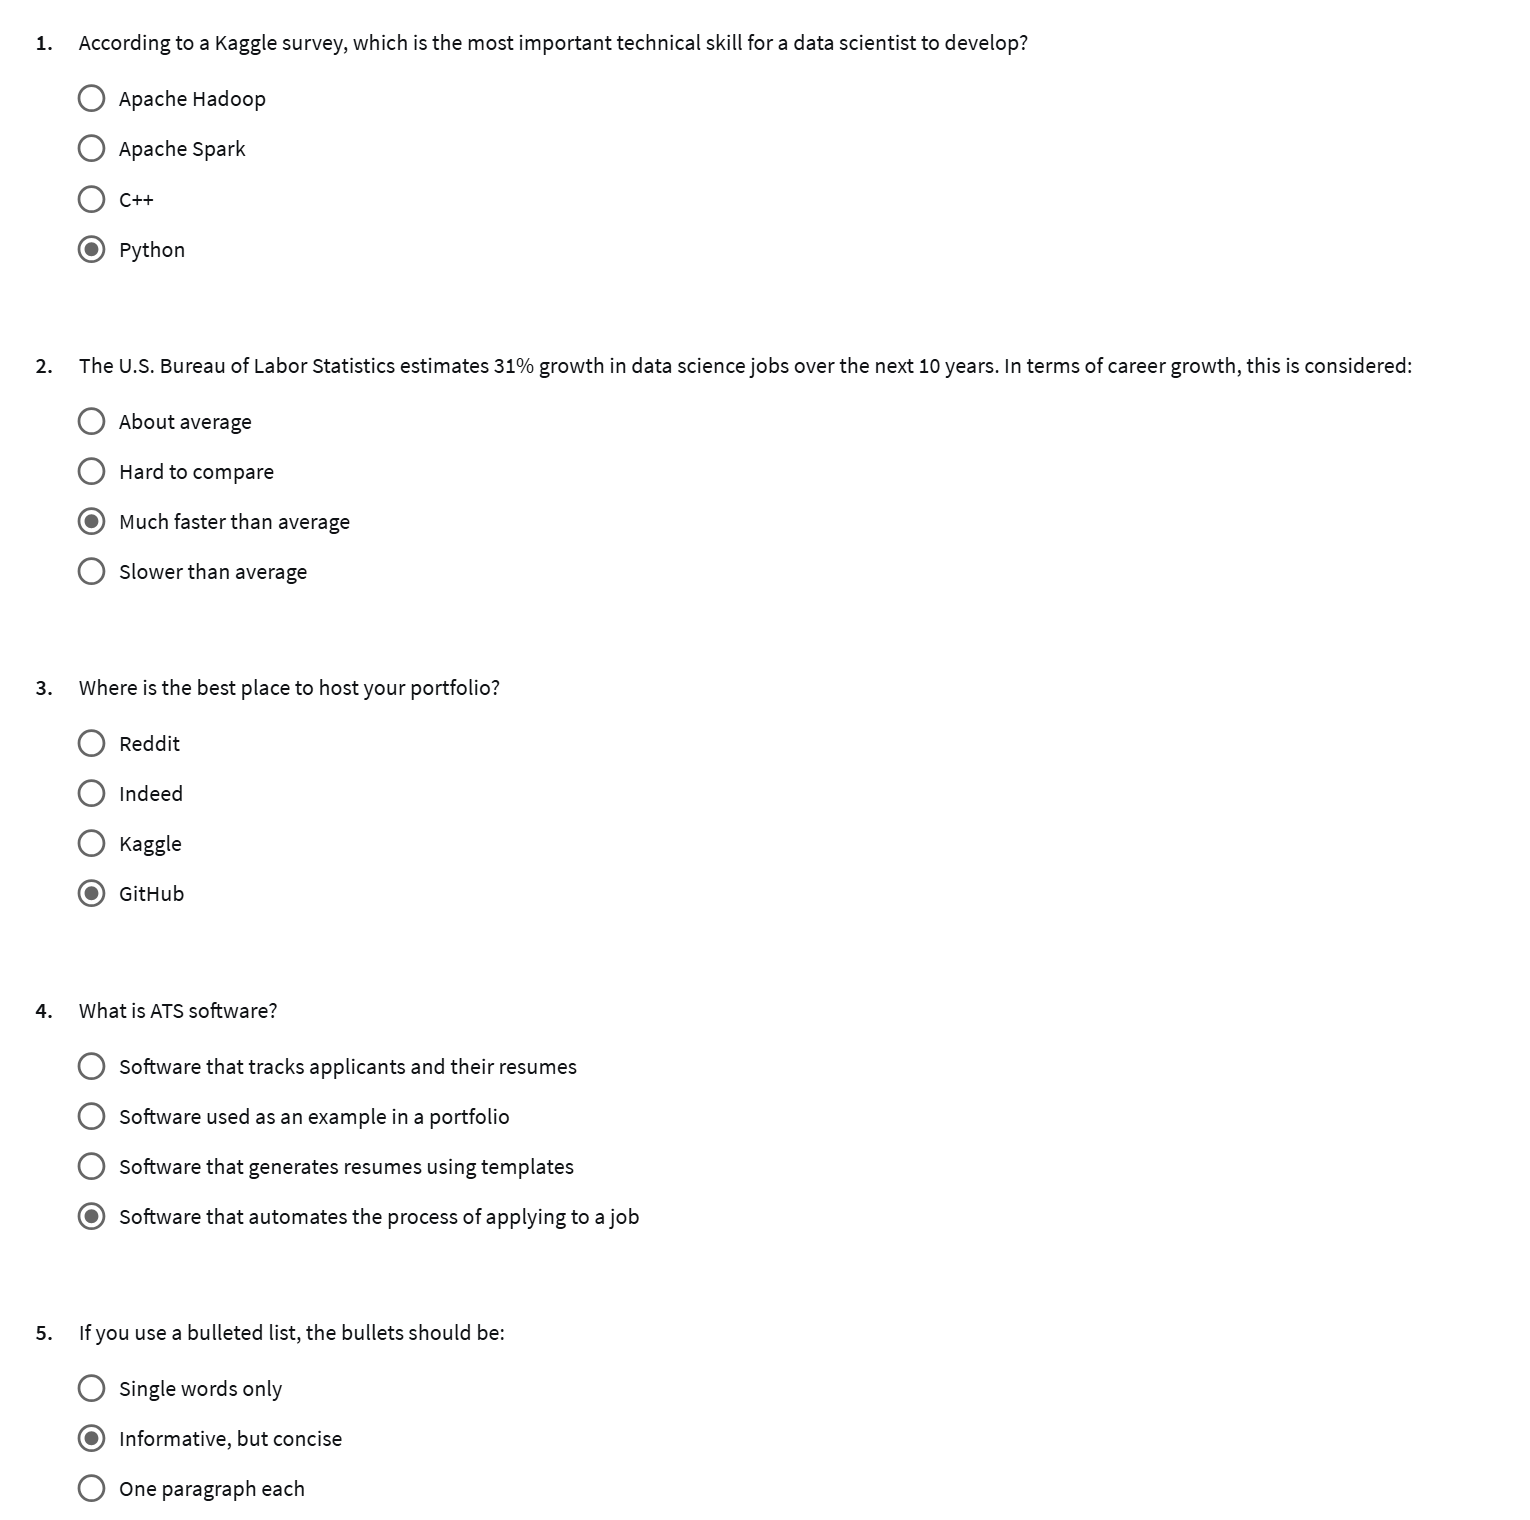 1. According to a Kaggle survey, which is the most important technical skill for a data scientist to develop?
Apache Hadoop
Apache Spark
C++
Python
2. The U.S. Bureau of Labor Statistics estimates 31% growth in data science jobs over the next 10 years. In terms of career growth, this is considered:
About average
Hard to compare
Much faster than average
Slower than average
3. Where is the best place to host your portfolio?
Reddit
Indeed
Kaggle
GitHub
4. What is ATS software?
Software that tracks applicants and their resumes
Software used as an example in a portfolio
Software that generates resumes using templates
Software that automates the process of applying to a job
5. If you use a bulleted list, the bullets should be:
Single words only
Informative, but concise
One paragraph each